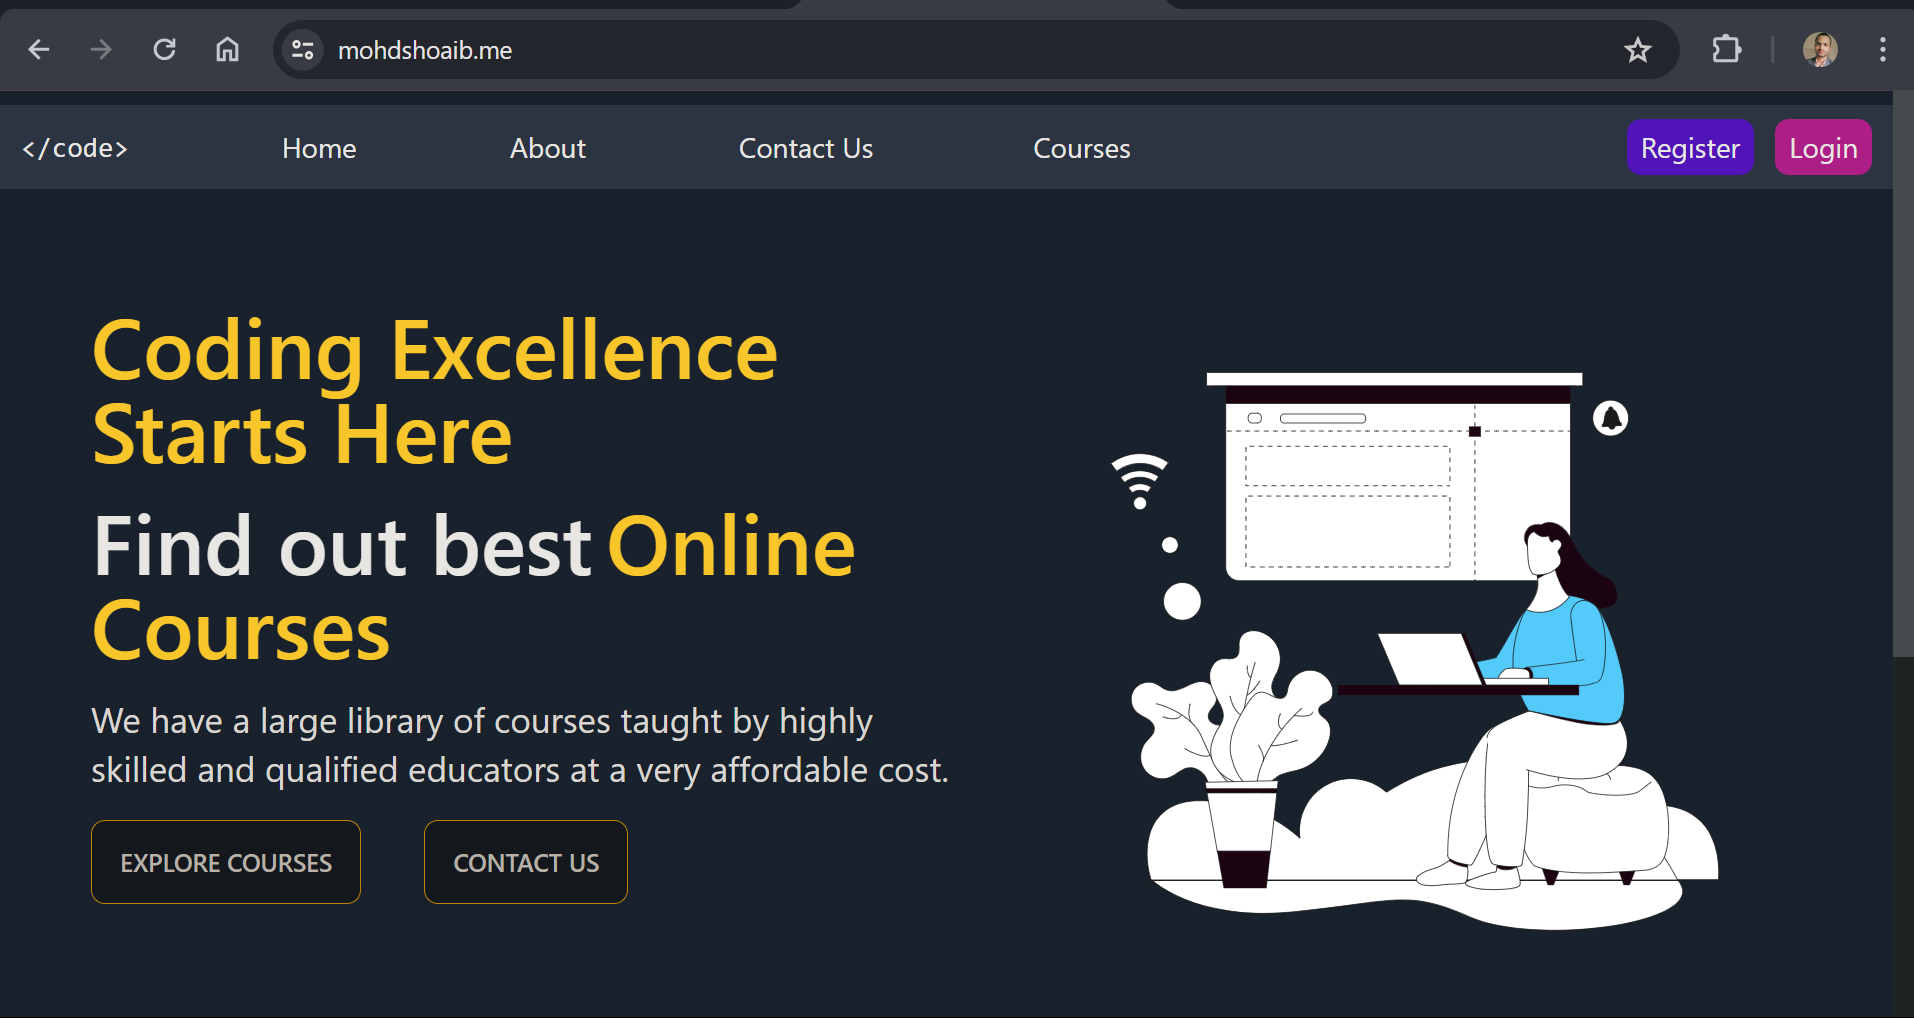 mohdshoaib.me
</code> Home About Contact Us Courses Register Login
Coding Excellence
Starts Here
Find out best Online
Courses
We have a large library of courses taught by highly
skilled and qualified educators at a very affordable cost.
EXPLORE COURSES CONTACT US